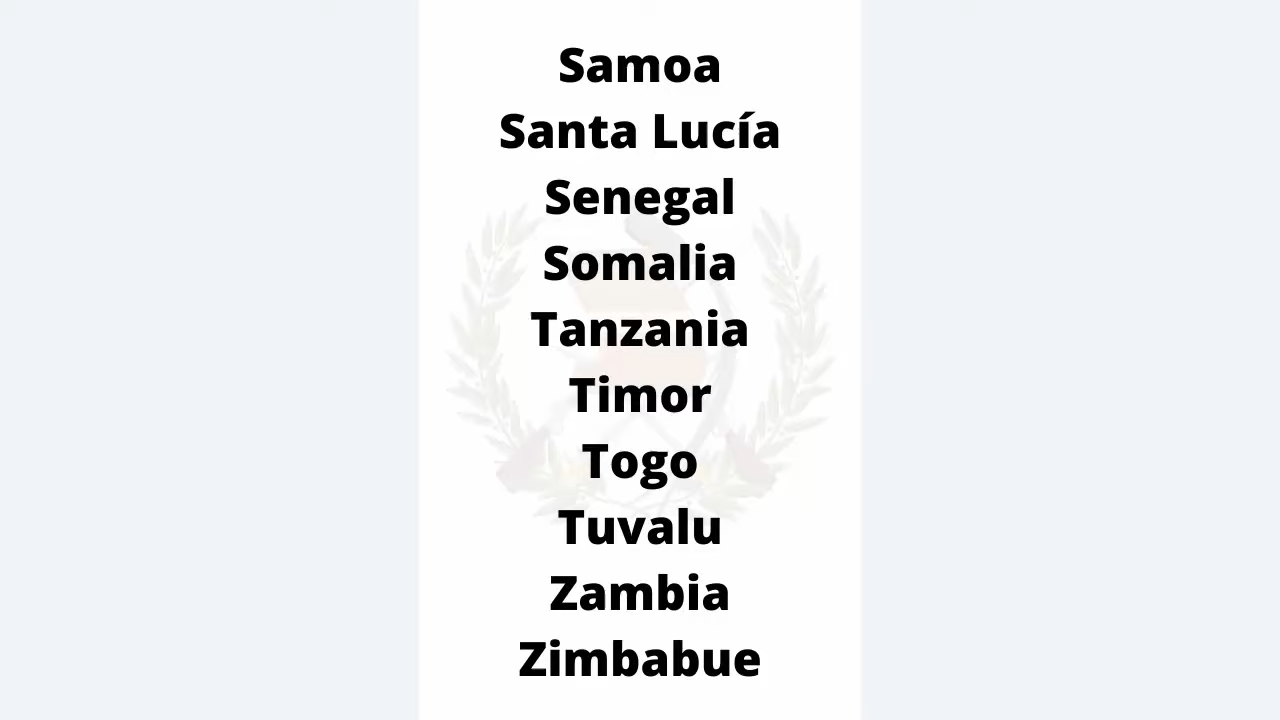 Samoa
Santa Lucía
Senegal
Somalia
Tanzania
Timor
Togo
Tuvalu
Zambia
Zimbabue